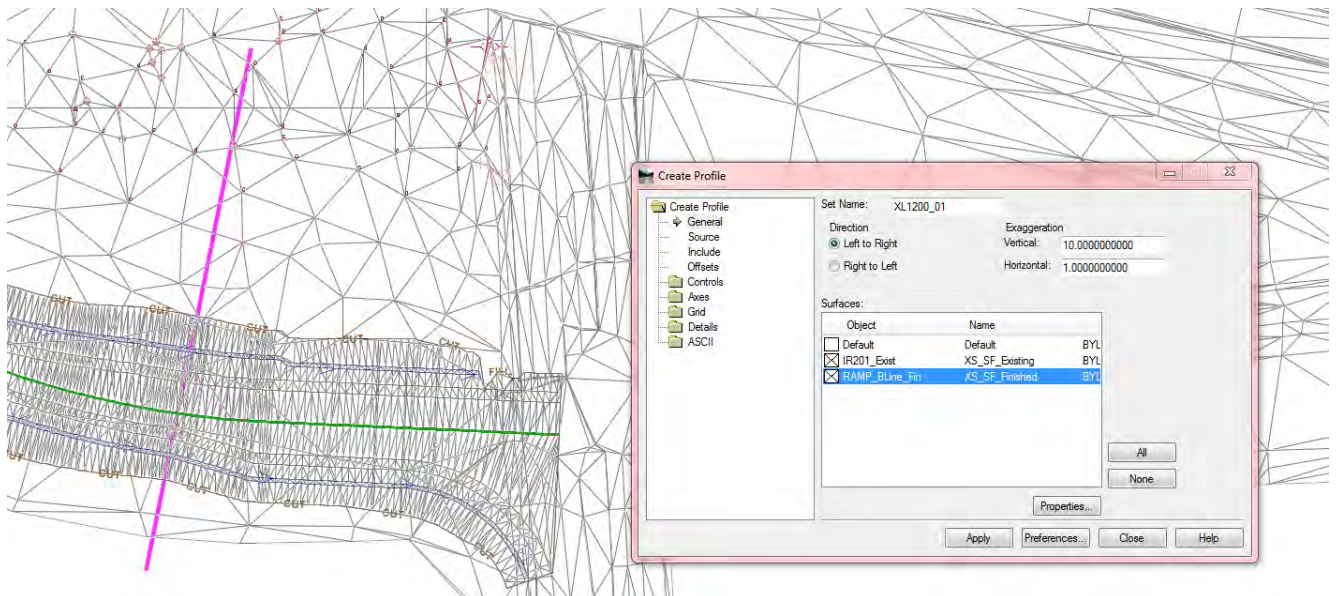 Create Profile
Create Profile
General
Source
Include
Offsets
Controls
Axes
Grid
Details
ASCII
Set Name: XL1200_01
Direction
Left to Right
Right to Left
Exaggeration
Vertical: 10.0000000000
Horizontal: 1.0000000000
Surfaces:
Object Name
Default Default BYL
IR201_Exist XS_SF_Existing BYL
RAMP_BLine_Fin XS_SF_Finished BYL
All
None
Properties...
Apply Preferences... Close Help
CUT
CUT
CUT
CUT
CUT
CUT
CUT
CUT
CUT
CUT